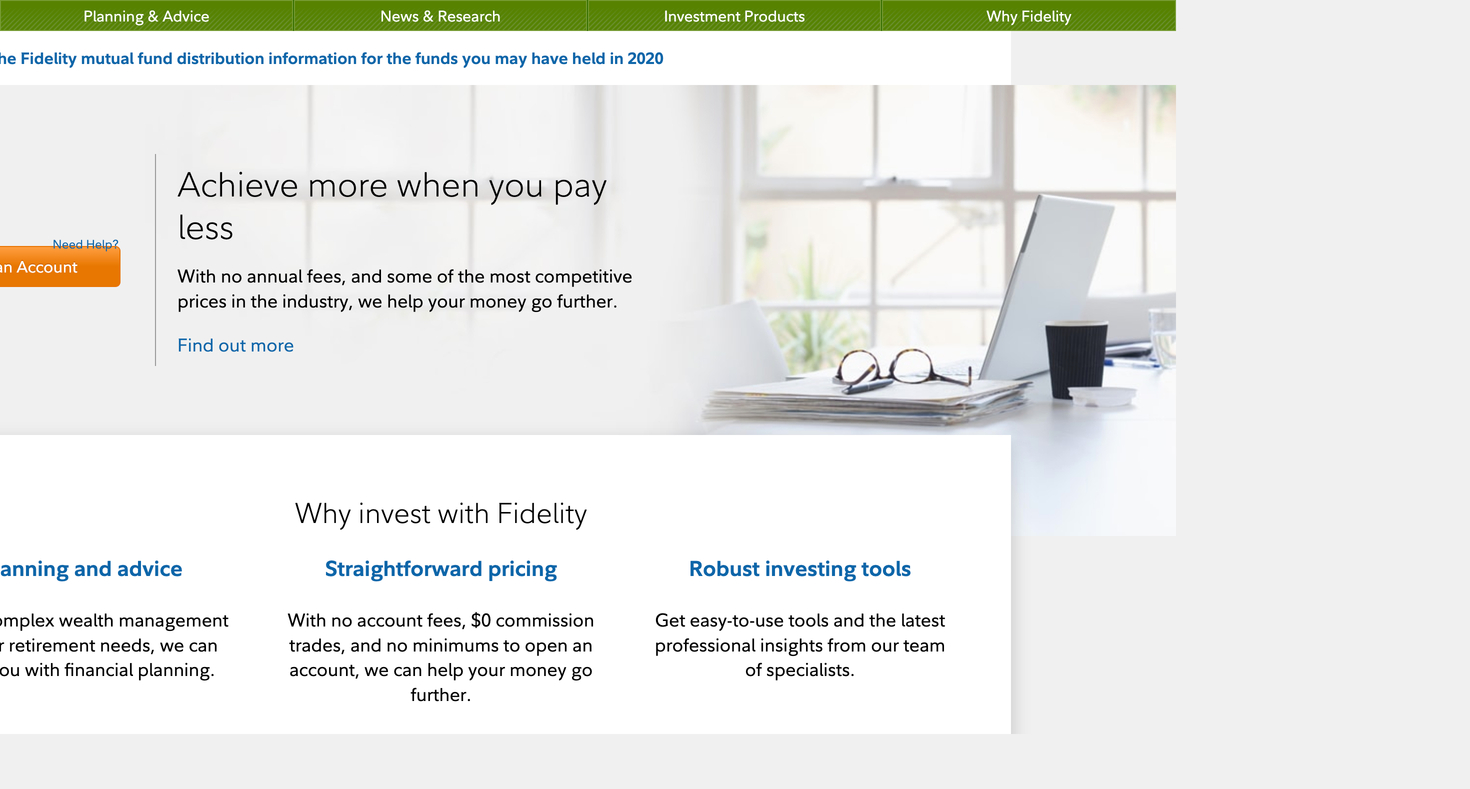 Planning & Advice
News & Research
Investment Products
Why Fidelity
he Fidelity mutual fund distribution information for the funds you may have held in 2020
Need Help?
an Account
Achieve more when you pay
less
With no annual fees, and some of the most competitive
prices in the industry, we help your money go further.
Find out more
Why invest with Fidelity
anning and advice
omplex wealth management
r retirement needs, we can
ou with financial planning.
Straightforward pricing
With no account fees, $0 commission
trades, and no minimums to open an
account, we can help your money go
further.
Robust investing tools
Get easy-to-use tools and the latest
professional insights from our team
of specialists.